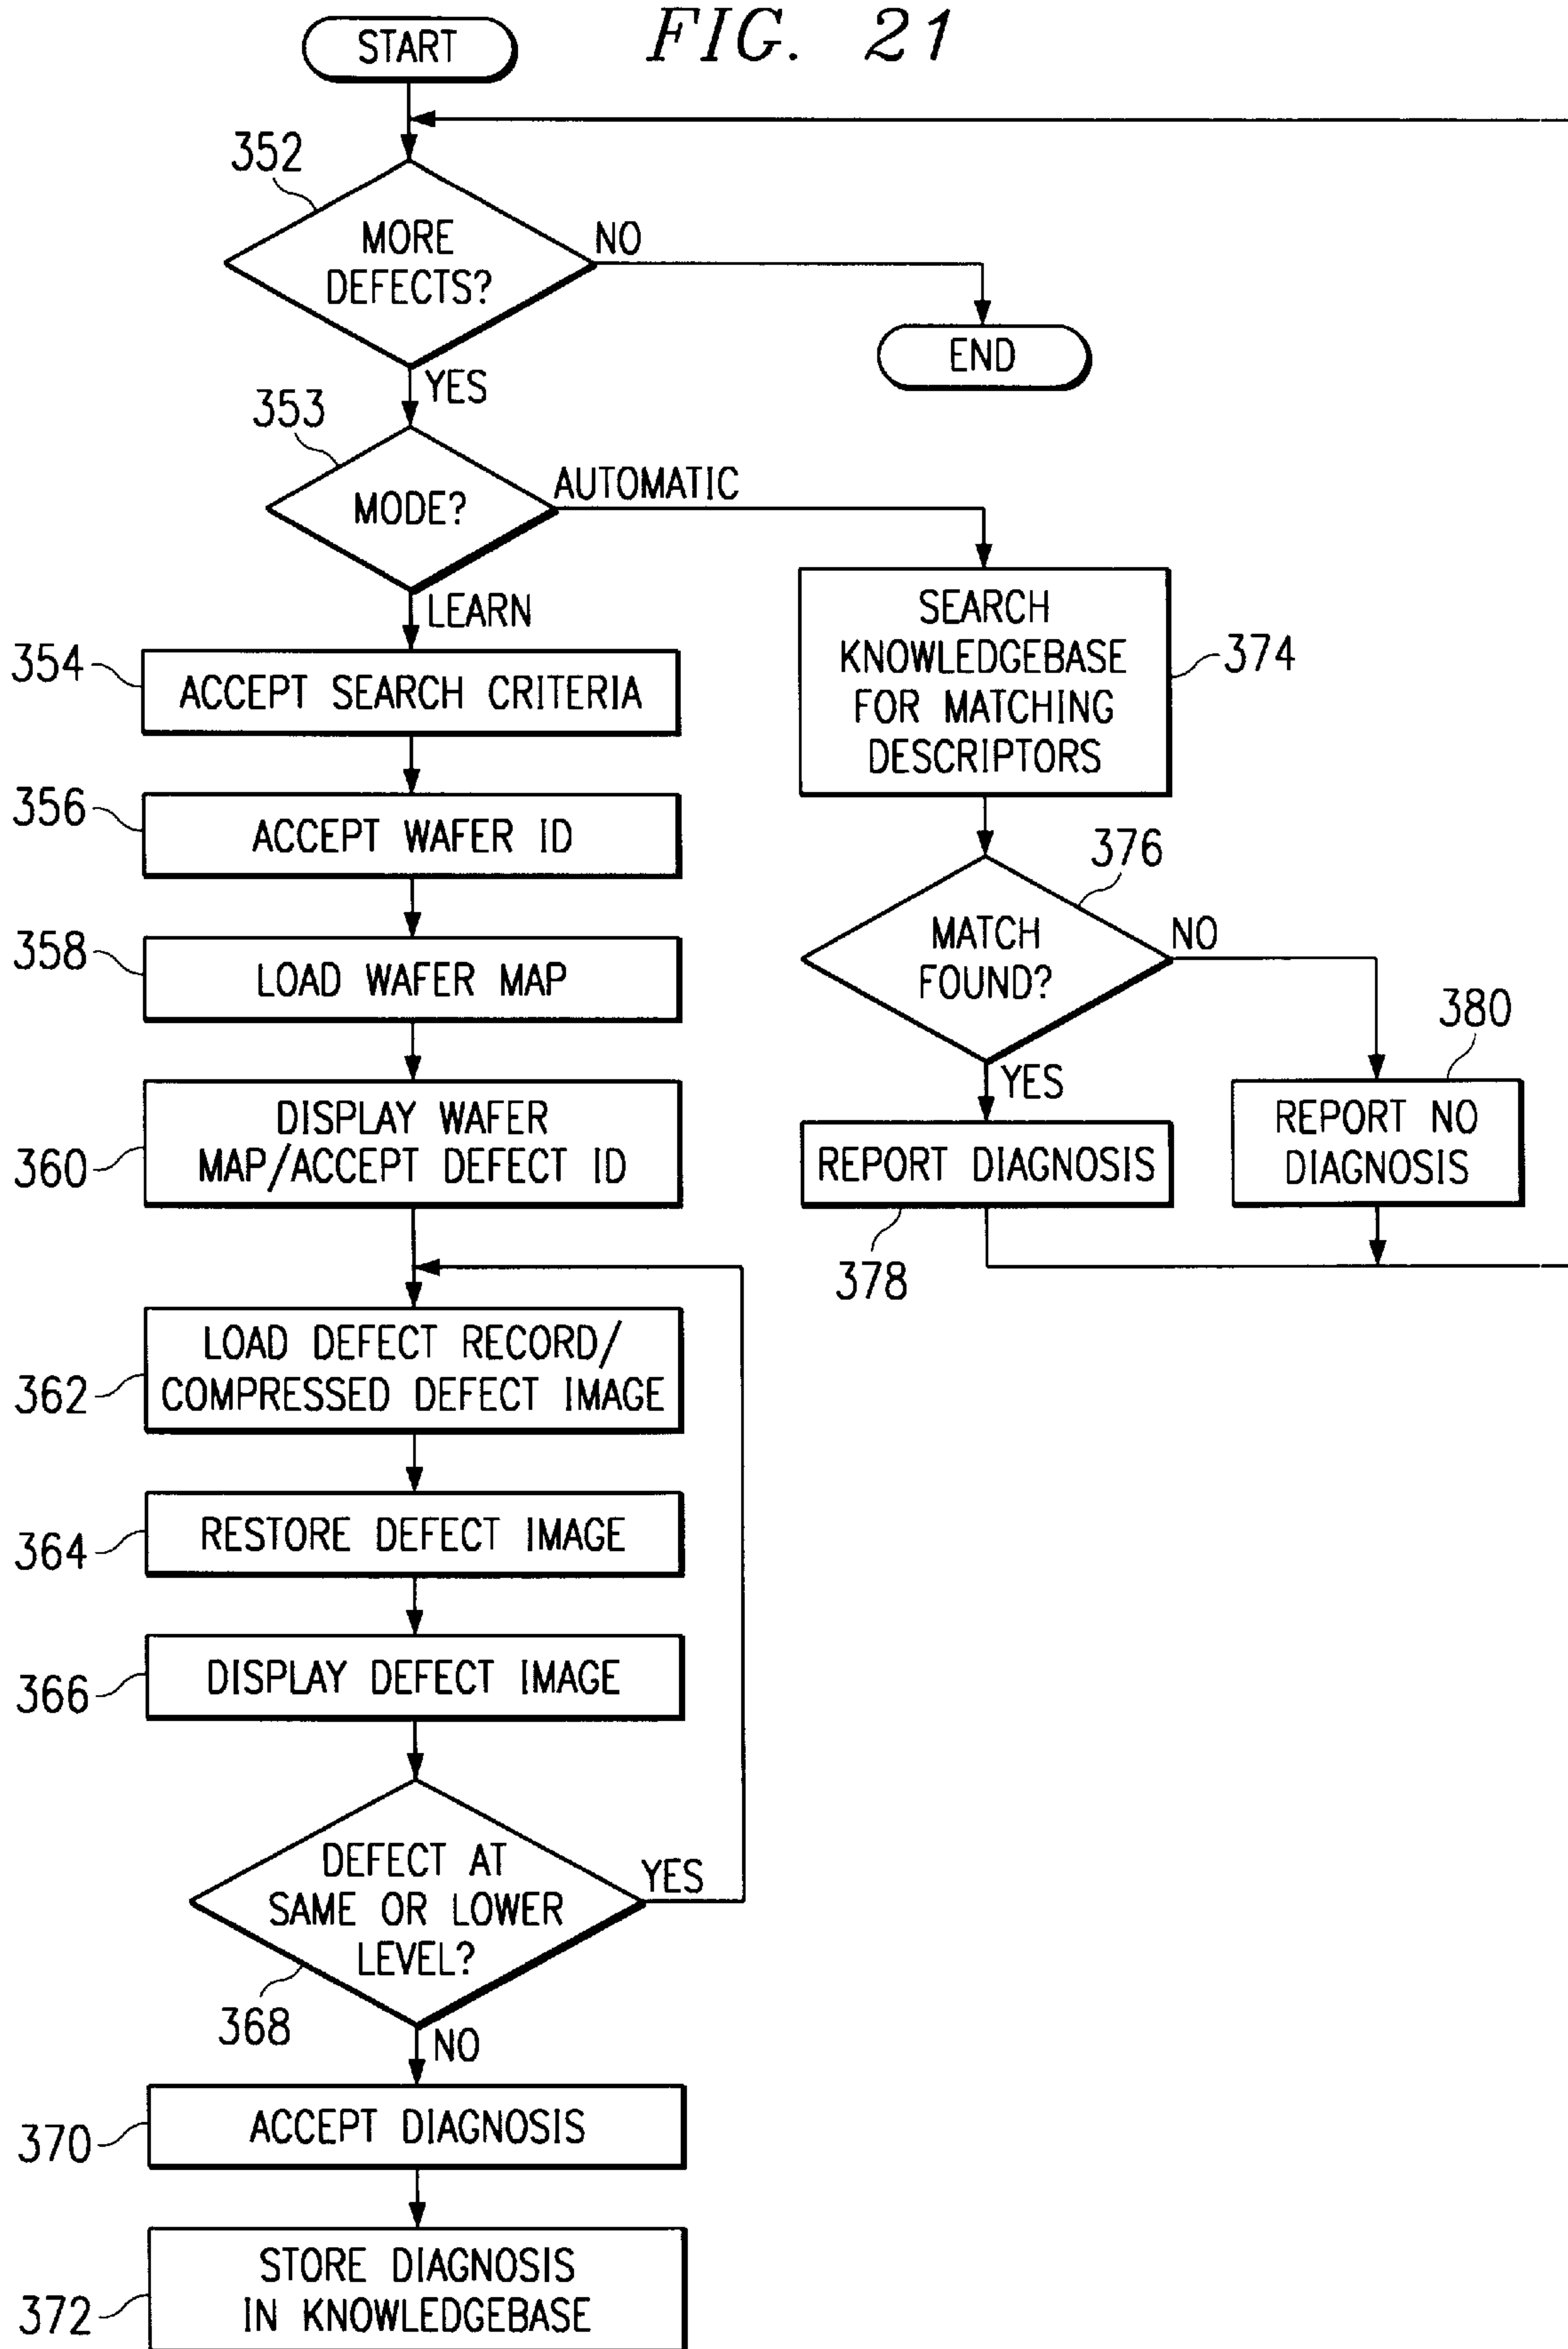 FIG. 21
START
352
MORE
DEFECTS?
NO
END
YES
353
MODE?
AUTOMATIC
LEARN
354
ACCEPT SEARCH CRITERIA
356
ACCEPT WAFER ID
358
LOAD WAFER MAP
360
DISPLAY WAFER
MAP/ACCEPT DEFECT ID
362
LOAD DEFECT RECORD/
COMPRESSED DEFECT IMAGE
364
RESTORE DEFECT IMAGE
366
DISPLAY DEFECT IMAGE
DEFECT AT
SAME OR LOWER
LEVEL?
YES
368
NO
370
ACCEPT DIAGNOSIS
372
STORE DIAGNOSIS
IN KNOWLEDGEBASE
SEARCH
KNOWLEDGEBASE
FOR MATCHING
DESCRIPTORS
374
376
MATCH
FOUND?
NO
YES
REPORT DIAGNOSIS
378
380
REPORT NO
DIAGNOSIS